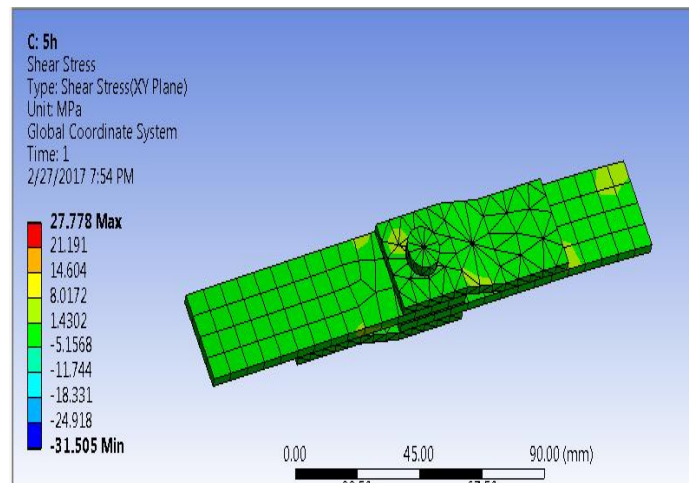 C: 5h
Shear Stress
Type: Shear Stress(XY Plane)
Unit: MPa
Global Coordinate System
Time: 1
2/27/2017 7:54 PM
27.778 Max
21.191
14.604
8.0172
1.4302
-5.1568
-11.744
-18.331
-24.918
-31.505 Min
0.00 45.00 90.00 (mm)